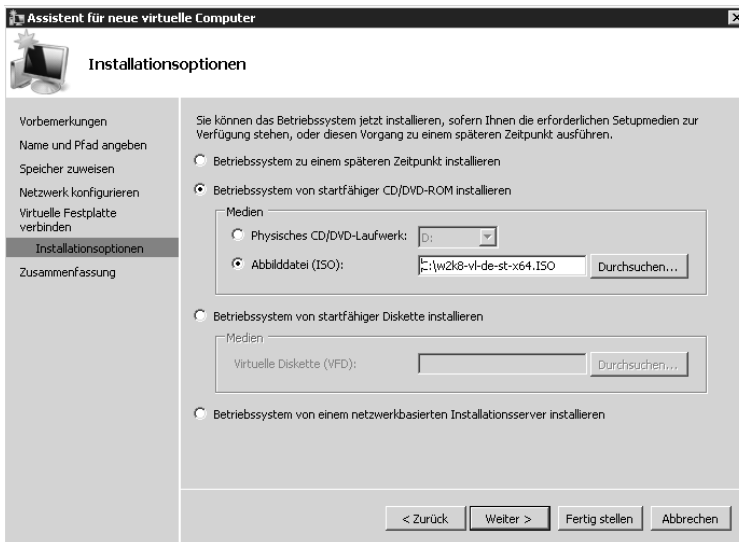 Assistent für neue virtuelle Computer
Installationsoptionen
Vorbemerkungen
Name und Pfad angeben
Speicher zuweisen
Netzwerk konfigurieren
Virtuelle Festplatte
verbinden
Installationsoptionen
Zusammenfassung
Sie können das Betriebssystem jetzt installieren, sofern Ihnen die erforderlichen Setupmedien zur
Verfügung stehen, oder diesen Vorgang zu einem späteren Zeitpunkt ausführen.
Betriebssystem zu einem späteren Zeitpunkt installieren
Betriebssystem von startfähiger CD/DVD-ROM installieren
Medien
Physisches CD/DVD-Laufwerk: D:
Abbilddatei (ISO): E:\w2k8-vl-de-st-x64.ISO Durchsuchen...
Betriebssystem von startfähiger Diskette installieren
Medien
Virtuelle Diskette (VFD): Durchsuchen...
Betriebssystem von einem netzwerkbasierten Installationsserver installieren
< Zurück Weiter > Fertig stellen Abbrechen